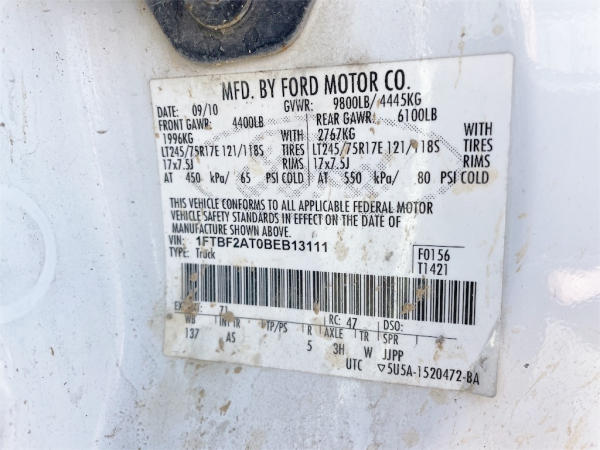 MFD. BY FORD MOTOR CO.
DATE: 09/10 GVWR: 9800LB/ 4445KG
FRONT GAWR: 4400LB REAR GAWR: 6100LB
1996KG WITH 2767KG WITH
LT245/75R17E 121/118S TIRES LT245/75R17E 121/118S TIRES
17x7.5J RIMS 17x7.5J RIMS
AT 450 kPa/ 65 PSI COLD AT 550 kPa/ 80 PSI COLD
THIS VEHICLE CONFORMS TO ALL APPLICABLE FEDERAL MOTOR
VEHICLE SAFETY STANDARDS IN EFFECT ON THE DATE OF
MANUFACTURE SHOWN ABOVE.
VIN: 1FTBF2AT0BEB13111 F0156
TYPE: Truck T1421
71 RC: 47 DSO:
WB INT TR TP/PS R AXLE TR SPR
137 AS 5 3H W JJPP
UTC ▽5U5A-1520472-BA